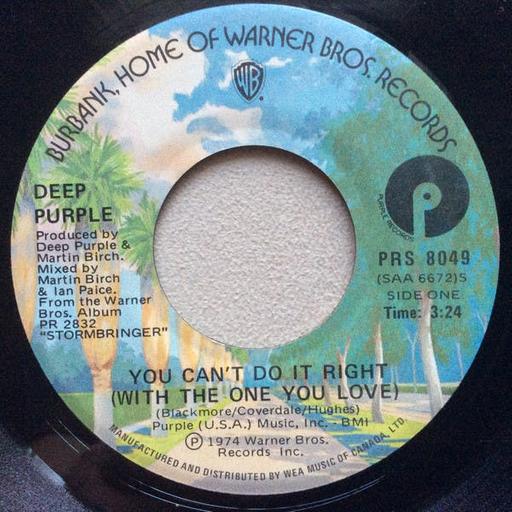 BURBANK, HOME OF WARNER BROS. RECORDS
WB
DEEP
PURPLE
Produced by
Deep Purple &
Martin Birch.
Mixed by
Martin Birch
& Ian Paice.
From the Warner
Bros. Album
PR 2832
"STORMBRINGER"
P
PURPLE RECORDS
PRS 8049
(SAA 6672)S
SIDE ONE
Time: 3:24
YOU CAN'T DO IT RIGHT
(WITH THE ONE YOU LOVE)
(Blackmore/Coverdale/Hughes)
Purple (U.S.A.) Music, Inc. - BMI
Ⓟ 1974 Warner Bros.
Records Inc.
MANUFACTURED AND DISTRIBUTED BY WEA MUSIC OF CANADA, LTD.